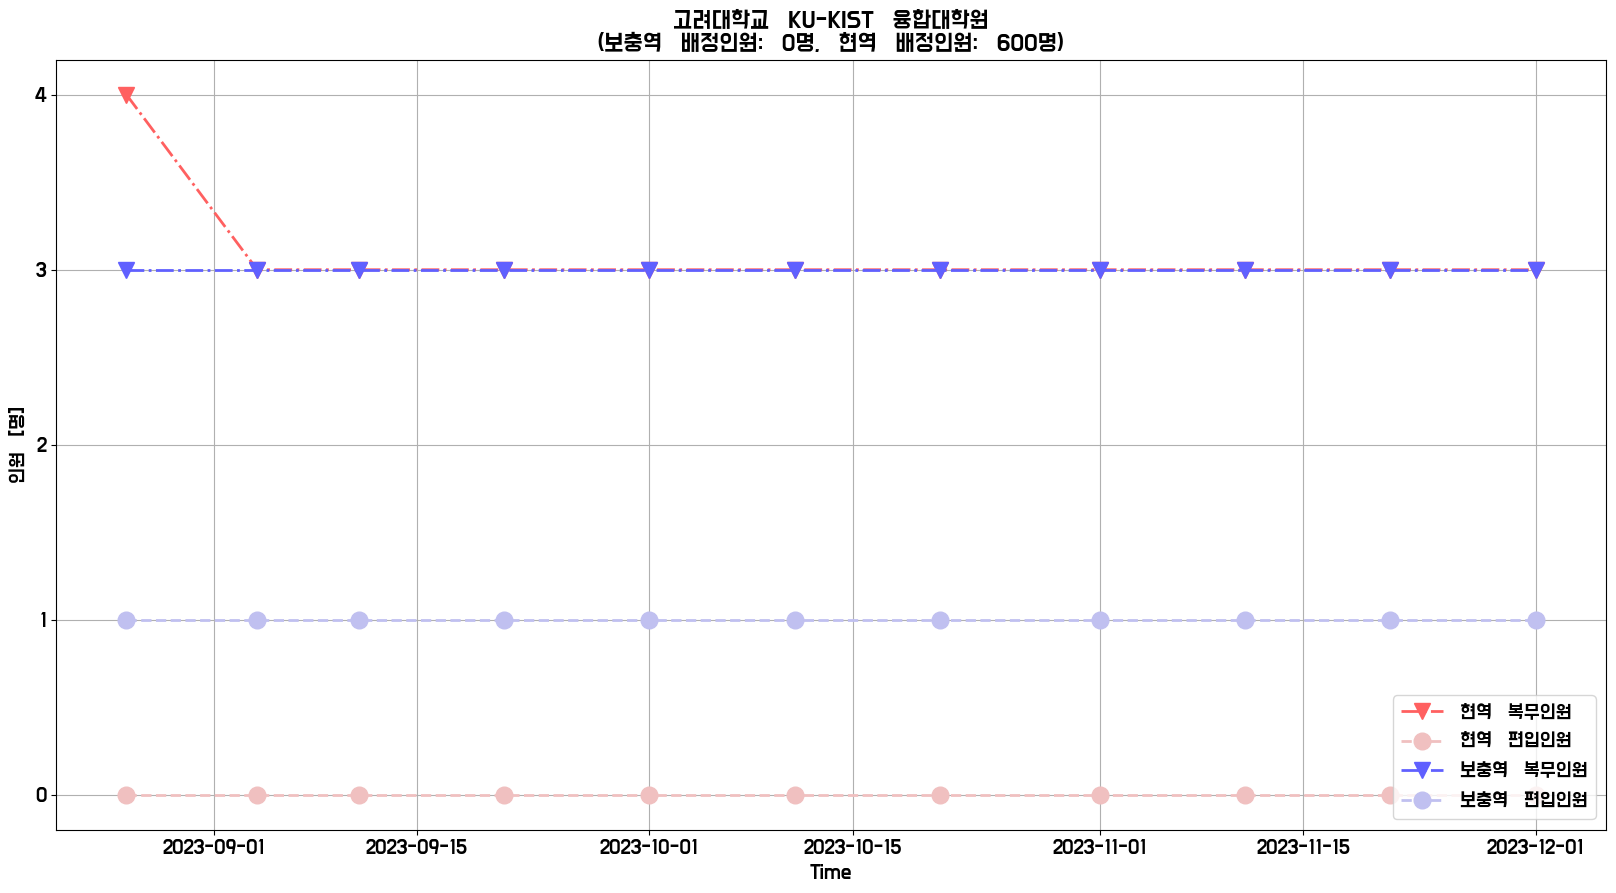 고려대학교 KU-KIST 융합대학원
(보충역 배정인원: 0명, 현역 배정인원: 600명)
인원 [명]
4
3
2
1
0
2023-09-01 2023-09-15 2023-10-01 2023-10-15 2023-11-01 2023-11-15 2023-12-01
Time
현역 복무인원
현역 편입인원
보충역 복무인원
보충역 편입인원